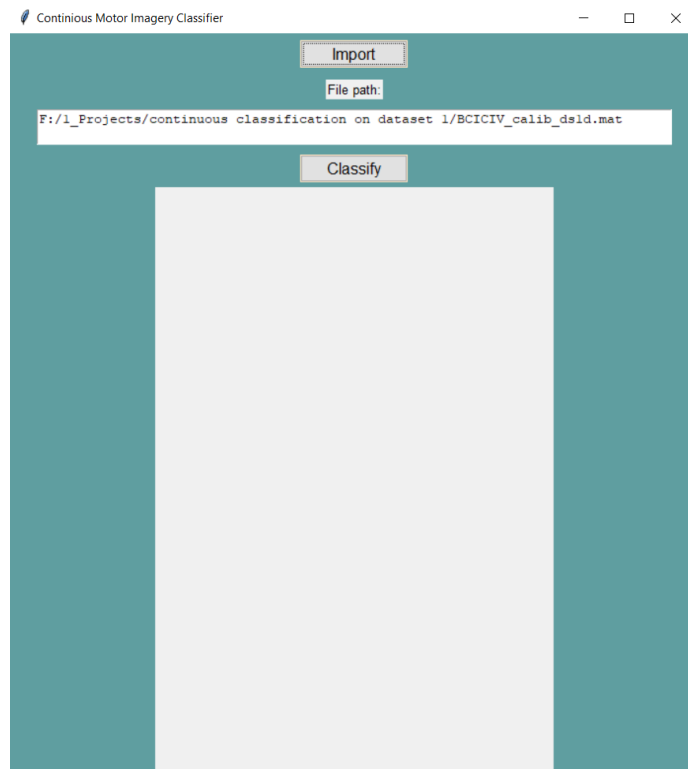 Continious Motor Imagery Classifier
Import
File path:
F:/1_Projects/continuous classification on dataset 1/BCICIV_calib_ds1d.mat
Classify